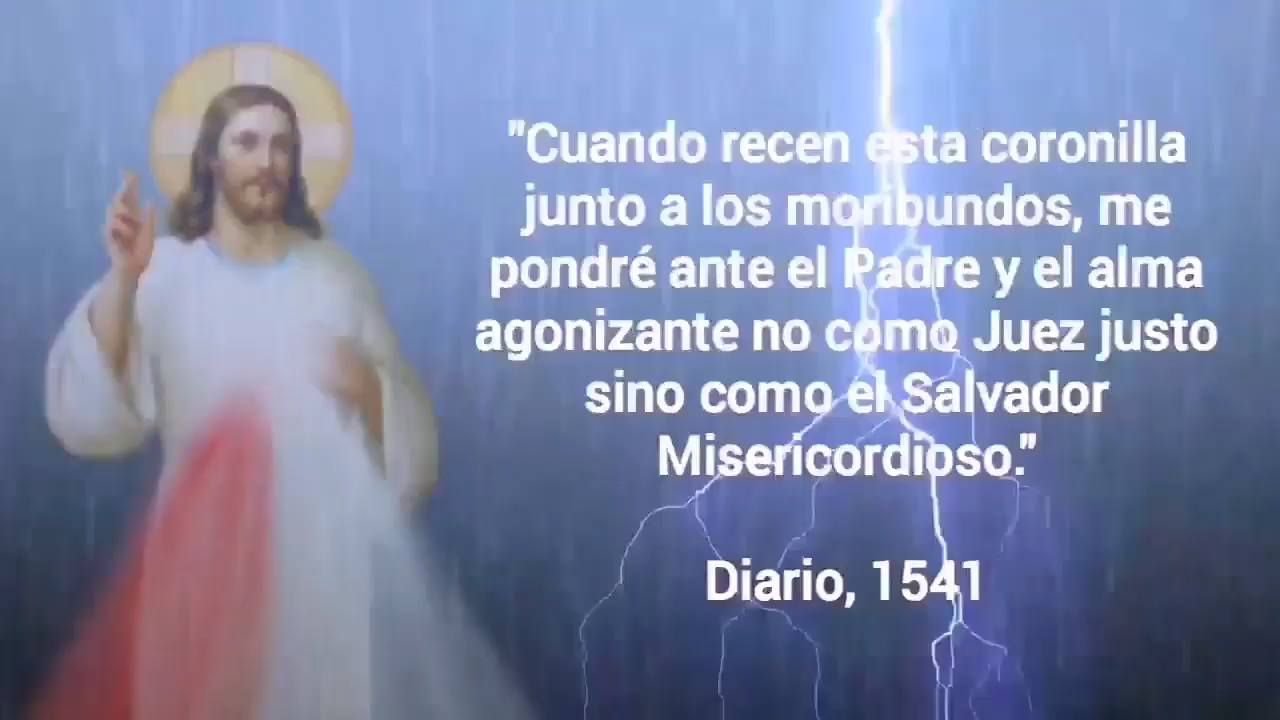 "Cuando recen esta coronilla
junto a los moribundos, me
pondré ante el Padre y el alma
agonizante no como Juez justo
sino como el Salvador
Misericordioso."
Diario, 1541